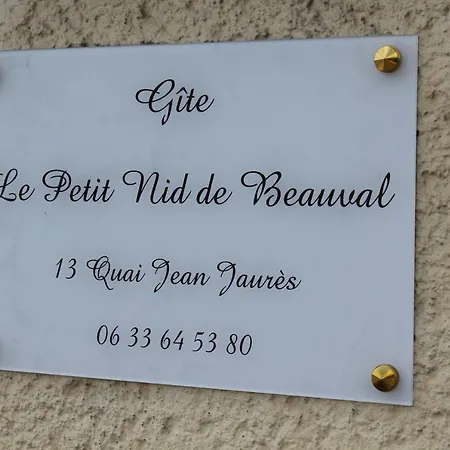 Gîte
Le Petit Nid de Beauval
13 Quai Jean Jaurès
06 33 64 53 80